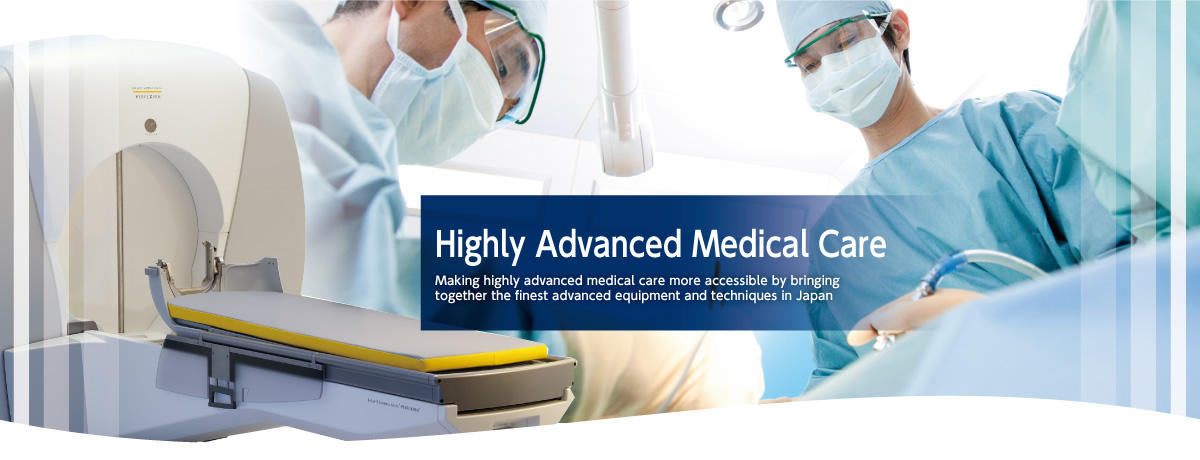 PERFEXION
Highly Advanced Medical Care
Making highly advanced medical care more accessible by bringing
together the finest advanced equipment and techniques in Japan